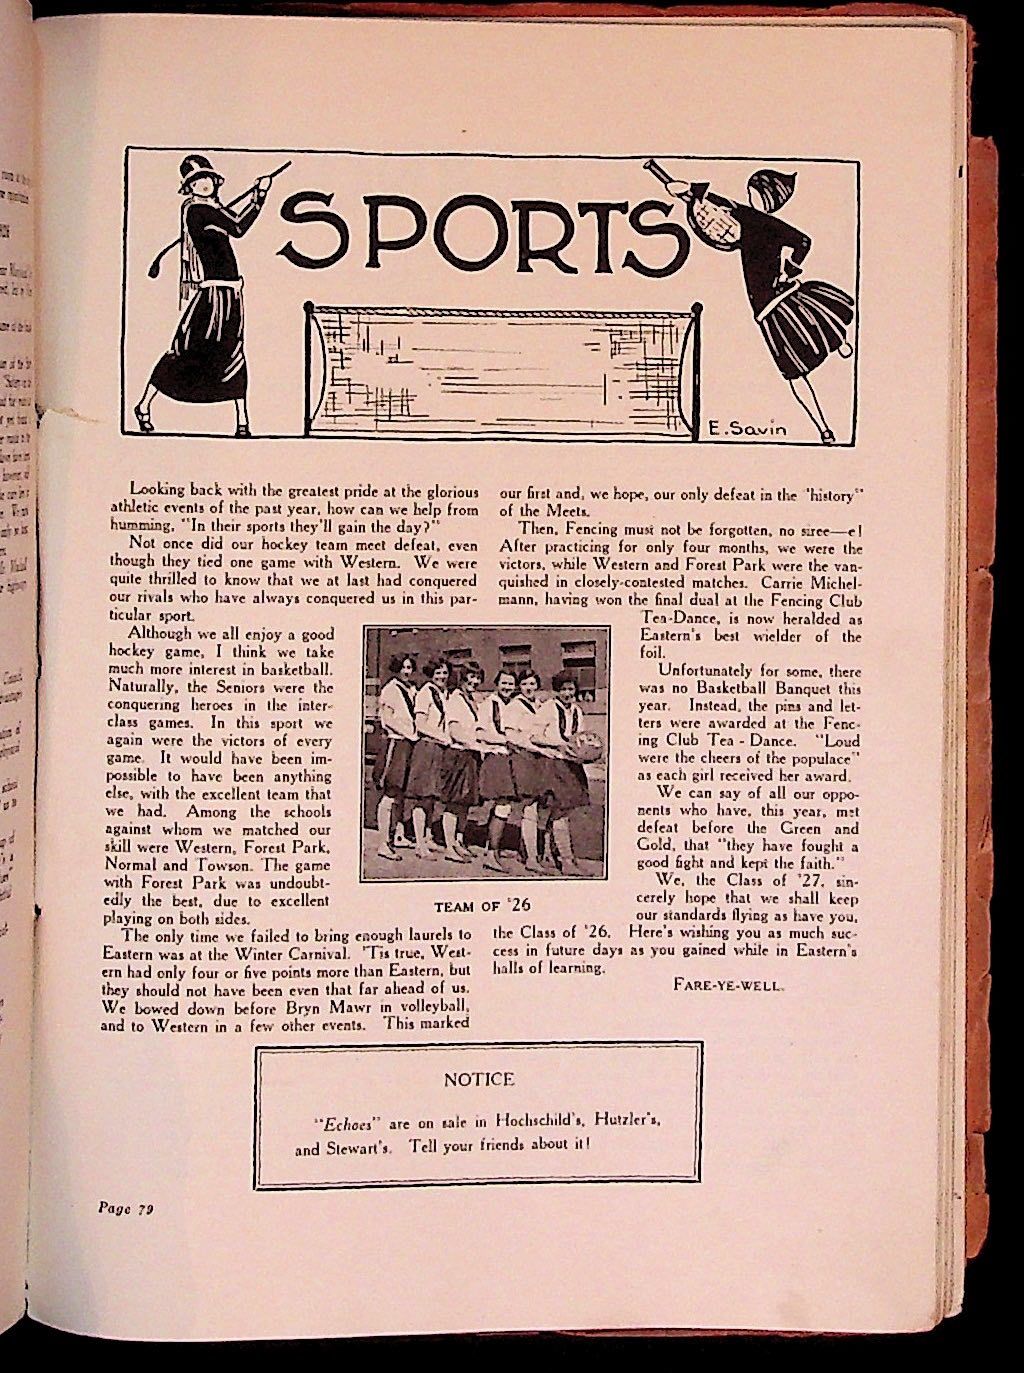 SPORTS
E. Savin
Looking back with the greatest pride at the glorious
athletic events of the past year, how can we help from
humming, "In their sports they'll gain the day?"
Not once did our hockey team meet defeat, even
though they tied one game with Western. We were
quite thrilled to know that we at last had conquered
our rivals who have always conquered us in this par-
ticular sport.
Although we all enjoy a good
hockey game, I think we take
much more interest in basketball.
Naturally, the Seniors were the
conquering heroes in the inter-
class games. In this sport we
again were the victors of every
game. It would have been im-
possible to have been anything
else, with the excellent team that
we had. Among the schools
against whom we matched our
skill were Western, Forest Park,
Normal and Towson. The game
with Forest Park was undoubt-
edly the best, due to excellent
playing on both sides.
The only time we failed to bring enough laurels to
Eastern was at the Winter Carnival. 'Tis true, West-
ern had only four or five points more than Eastern, but
they should not have been even that far ahead of us.
We bowed down before Bryn Mawr in volleyball,
and to Western in a few other events. This marked
our first and, we hope, our only defeat in the "history"
of the Meets.
Then, Fencing must not be forgotten, no siree—e!
After practicing for only four months, we were the
victors, while Western and Forest Park were the van-
quished in closely-contested matches. Carrie Michel-
mann, having won the final dual at the Fencing Club
Tea-Dance, is now heralded as
Eastern's best wielder of the
foil.
Unfortunately for some, there
was no Basketball Banquet this
year. Instead, the pins and let-
ters were awarded at the Fenc-
ing Club Tea-Dance. "Loud
were the cheers of the populace"
as each girl received her award.
We can say of all our oppo-
nents who have, this year, met
defeat before the Green and
Gold, that "they have fought a
good fight and kept the faith."
We, the Class of '27, sin-
cerely hope that we shall keep
our standards flying as have you,
the Class of '26. Here's wishing you as much suc-
cess in future days as you gained while in Eastern's
halls of learning.
FARE-YE-WELL.
TEAM OF '26
NOTICE
"Echoes" are on sale in Hochschild's, Hutzler's,
and Stewart's. Tell your friends about it!
Page 79